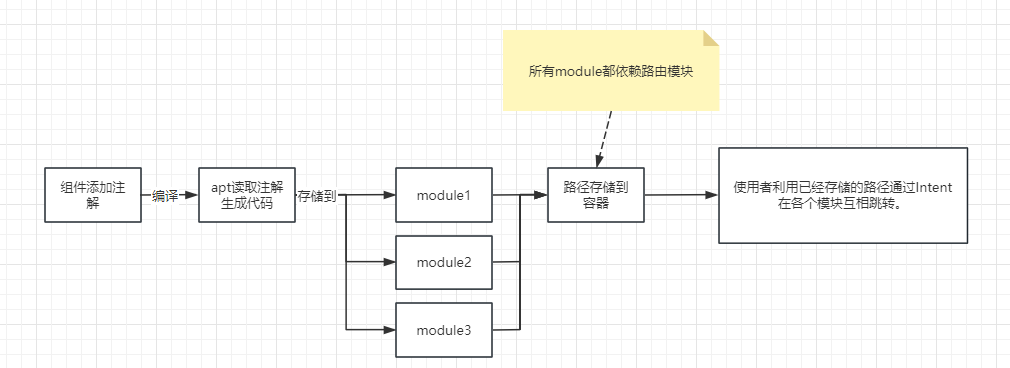 所有module都依赖路由模块
组件添加注
解
编译
apt读取注解
生成代码
存储到
module1
module2
module3
路径存储到
容器
使用者利用已经存储的路径通过Intent
在各个模块互相跳转。